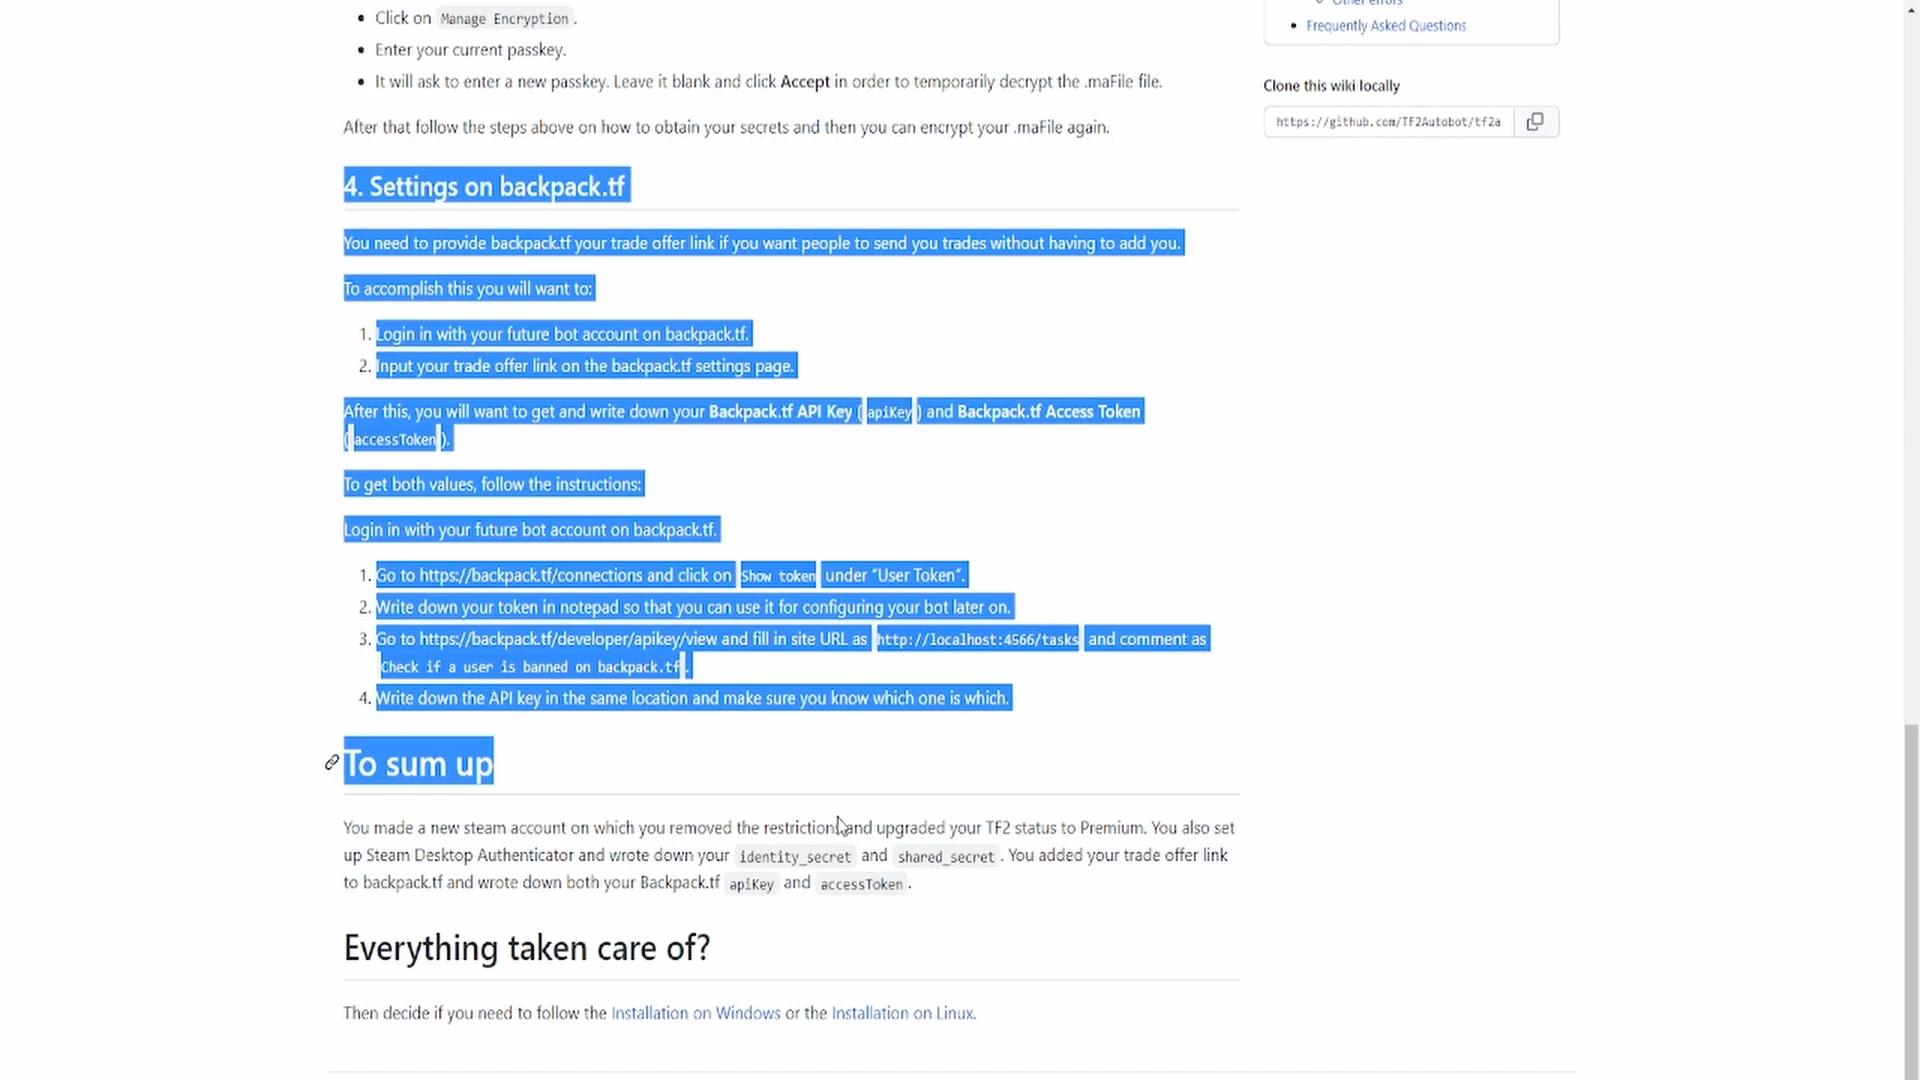 Click on Manage Encryption .
Enter your current passkey.
It will ask to enter a new passkey. Leave it blank and click Accept in order to temporarily decrypt the .maFile file.
After that follow the steps above on how to obtain your secrets and then you can encrypt your .maFile again.
4. Settings on backpack.tf
You need to provide backpack.tf your trade offer link if you want people to send you trades without having to add you.
To accomplish this you will want to:
1. Login in with your future bot account on backpack.tf.
2. Input your trade offer link on the backpack.tf settings page.
After this, you will want to get and write down your Backpack.tf API Key ( apiKey ) and Backpack.tf Access Token
( accessToken ).
To get both values, follow the instructions:
Login in with your future bot account on backpack.tf.
1. Go to https://backpack.tf/connections and click on Show token under “User Token”.
2. Write down your token in notepad so that you can use it for configuring your bot later on.
3. Go to https://backpack.tf/developer/apikey/view and fill in site URL as http://localhost:4566/tasks and comment as
Check if a user is banned on backpack.tf .
4. Write down the API key in the same location and make sure you know which one is which.
To sum up
You made a new steam account on which you removed the restrictions and upgraded your TF2 status to Premium. You also set
up Steam Desktop Authenticator and wrote down your identity_secret and shared_secret . You added your trade offer link
to backpack.tf and wrote down both your Backpack.tf apiKey and accessToken .
Everything taken care of?
Then decide if you need to follow the Installation on Windows or the Installation on Linux.
Other errors
Frequently Asked Questions
Clone this wiki locally
https://github.com/TF2Autobot/tf2a